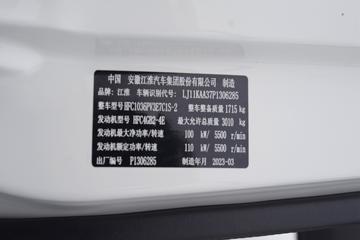 中国 安徽江淮汽车集团股份有限公司 制造
品牌：江淮 车辆识别代号：LJ11KAA37P1306285
整车型号 HFC1036PV3E7C1S-2 整车整备质量 1715 kg
发动机型号 HFC4GB2-4E 最大允许总质量 3010 kg
发动机最大净功率/转速 100 kW/ 5500 r/min
发动机额定功率/转速 110 kW/ 5500 r/min
生产编号 P1306285 制造年月 2023-03